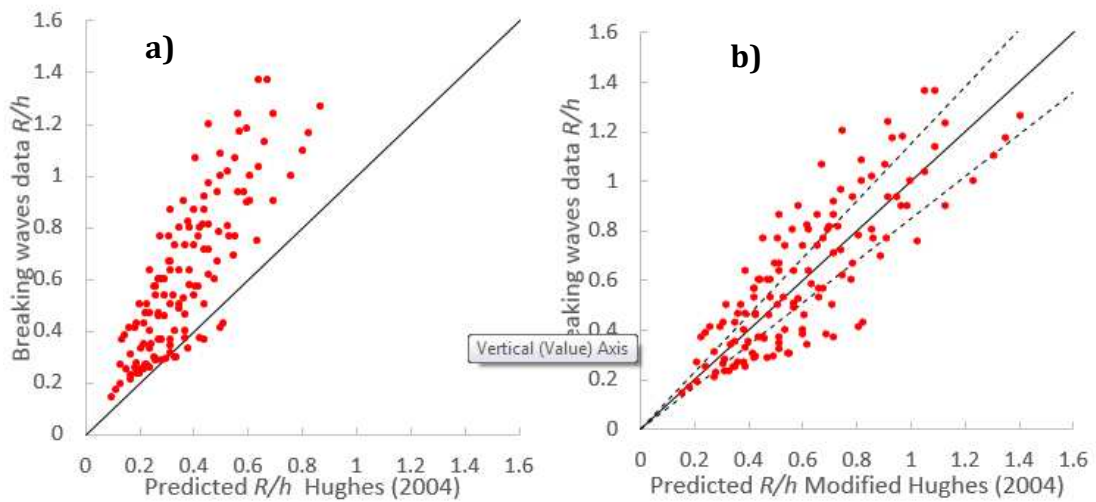 a)
1.6
1.4
1.2
1
0.8
0.6
0.4
0.2
0
Breaking waves data R/h
0 0.2 0.4 0.6 0.8 1 1.2 1.4 1.6
Predicted R/h Hughes (2004)
b)
1.6
1.4
1.2
1
0.8
0.6
0.4
0.2
0
eaking waves data R/h
Vertical (Value) Axis
0 0.2 0.4 0.6 0.8 1 1.2 1.4 1.6
Predicted R/h Modified Hughes (2004)